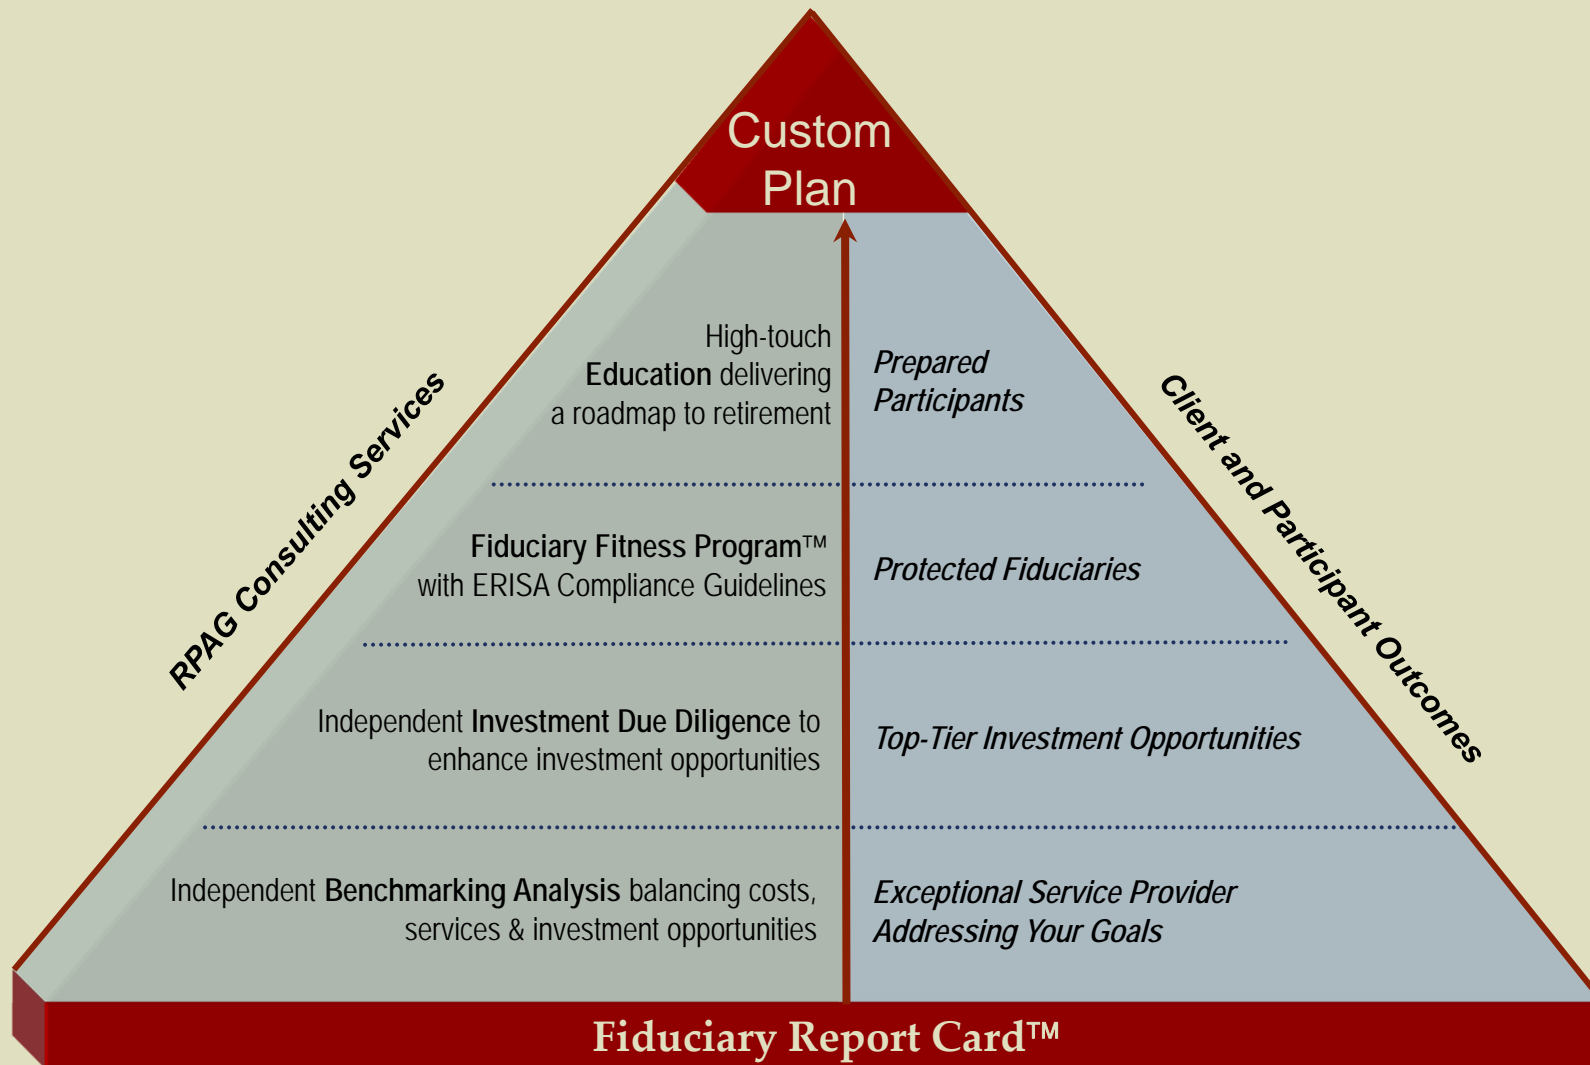 Custom
Plan
High-touch
Education delivering
a roadmap to retirement
Prepared
Participants
RPAG Consulting Services
Client and Participant Outcomes
Fiduciary Fitness Program™
with ERISA Compliance Guidelines
Protected Fiduciaries
Independent Investment Due Diligence to
enhance investment opportunities
Top-Tier Investment Opportunities
Independent Benchmarking Analysis balancing costs,
services & investment opportunities
Exceptional Service Provider
Addressing Your Goals
Fiduciary Report Card™